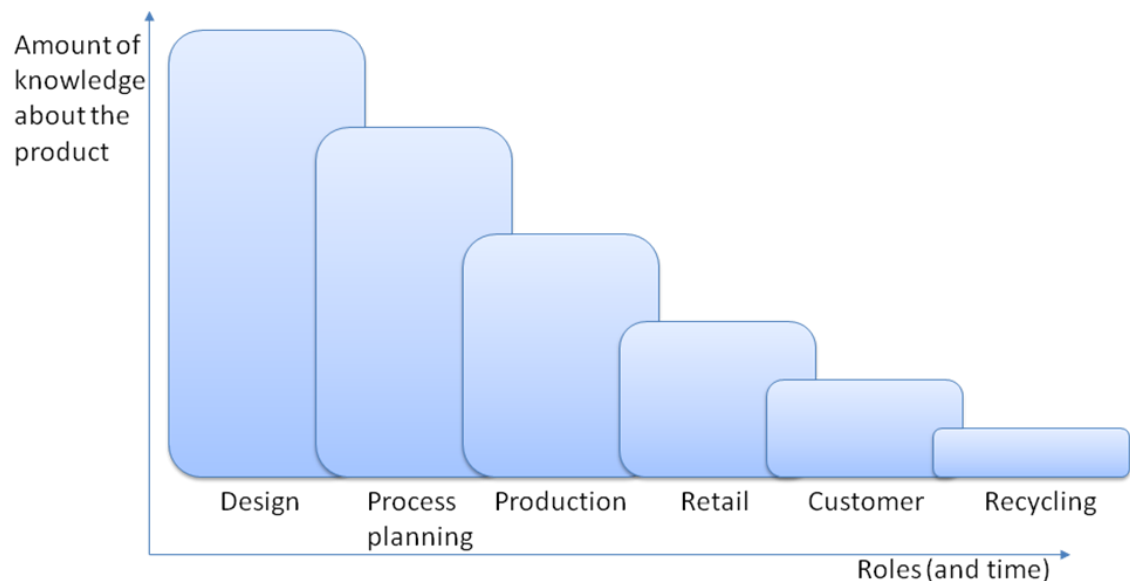 Amount of
knowledge
about the
product
Design
Process
planning
Production
Retail
Customer
Recycling
Roles (and time)